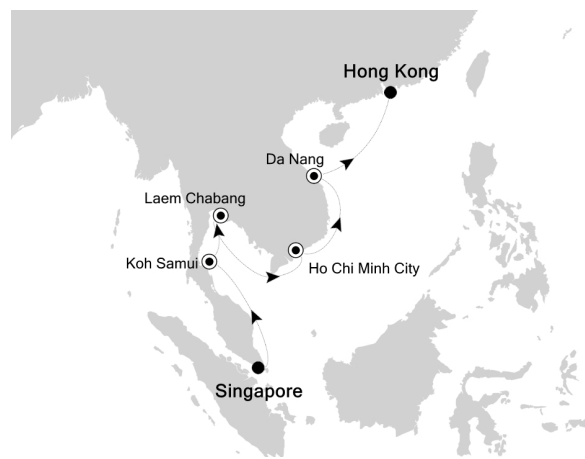 Hong Kong
Da Nang
Laem Chabang
Koh Samui
Ho Chi Minh City
Singapore